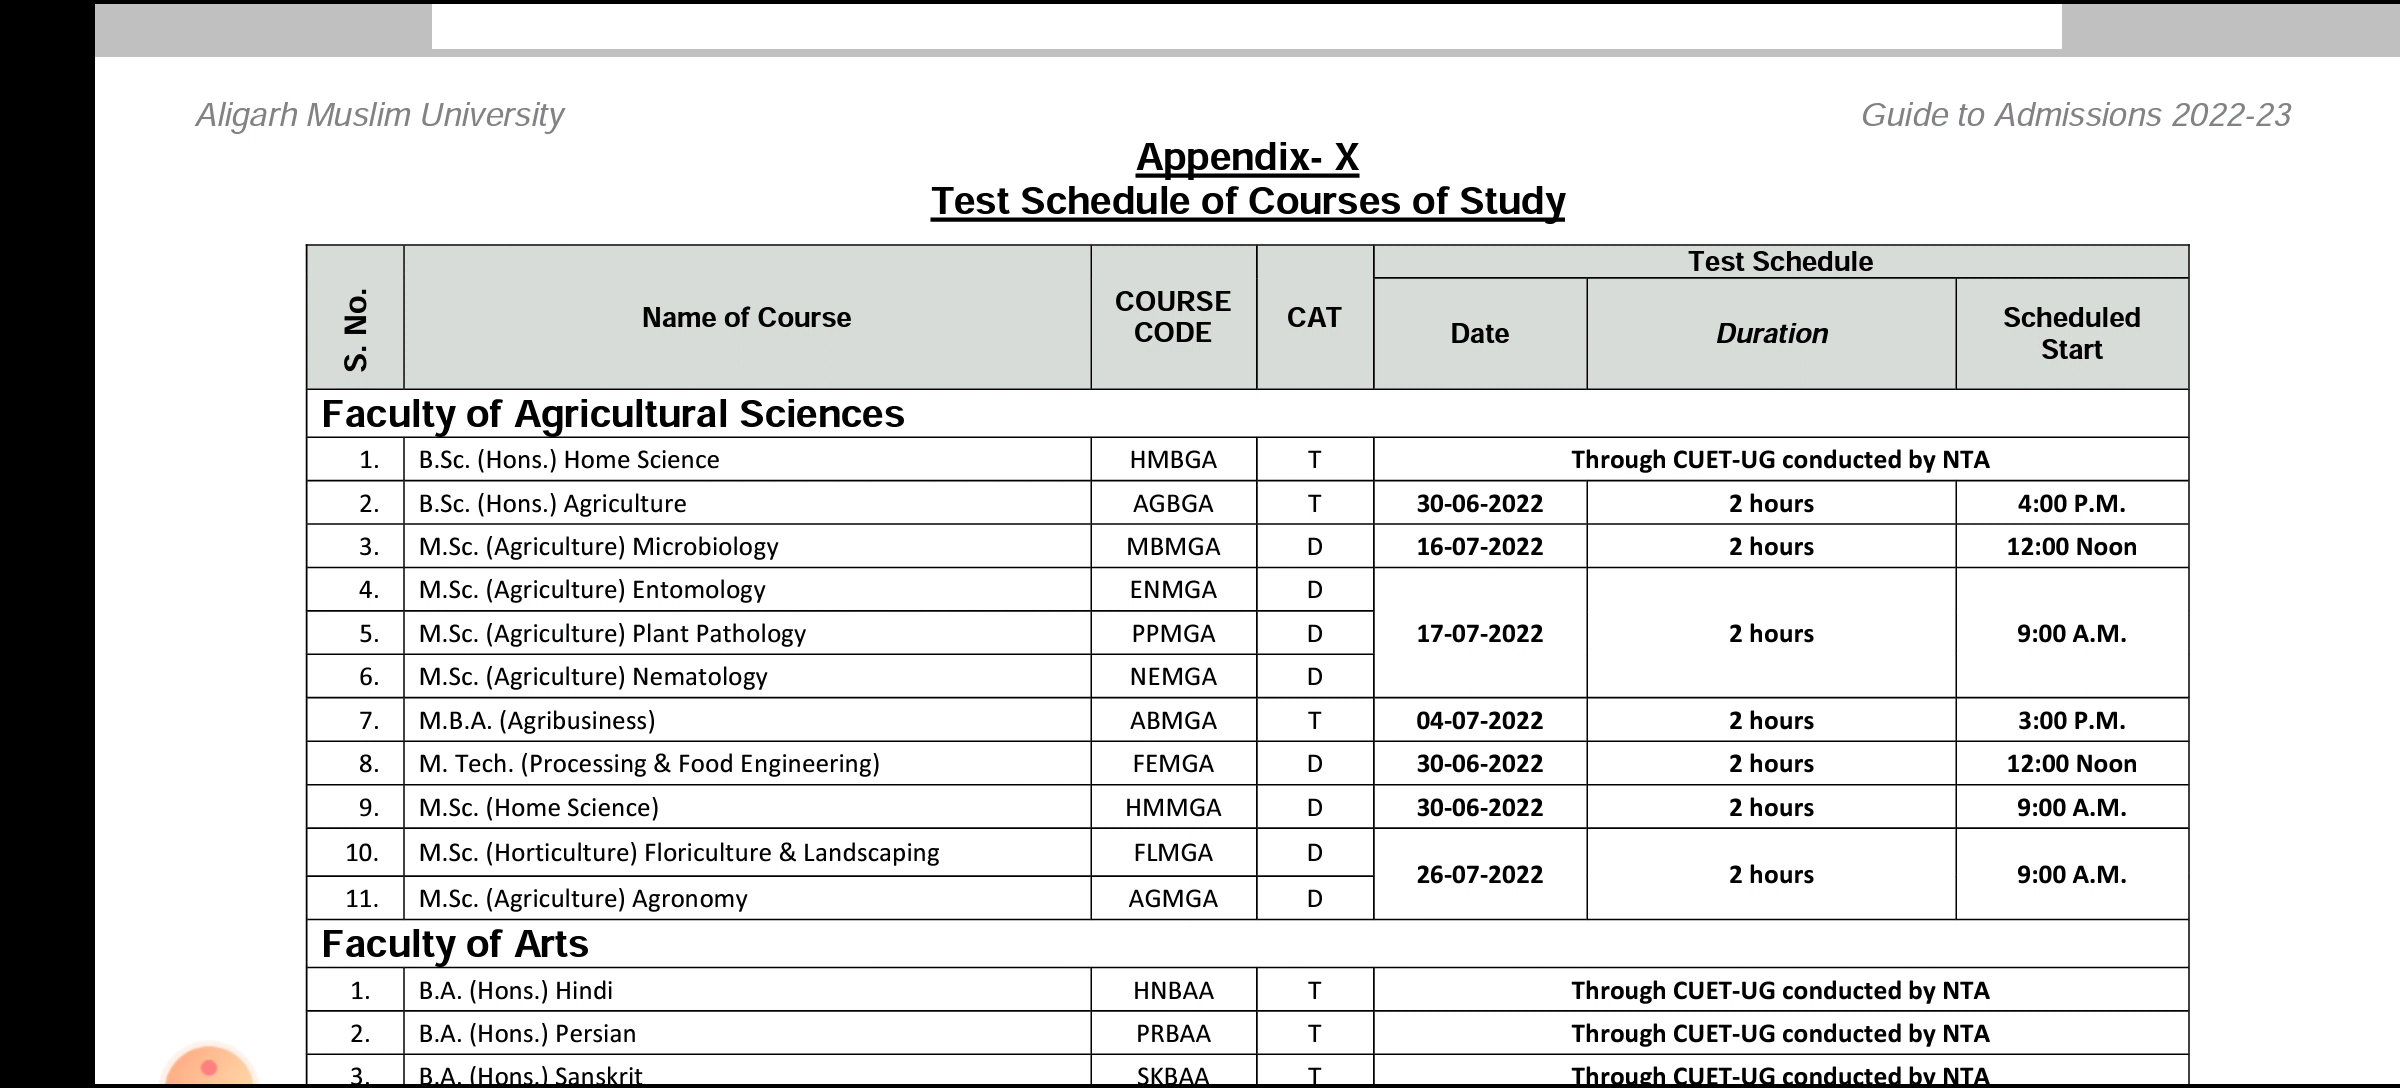 Aligarh Muslim University Guide to Admissions 2022-23
Appendix- X
Test Schedule of Courses of Study
S. No. Name of Course COURSE CODE CAT Test Schedule
Date Duration Scheduled Start
Faculty of Agricultural Sciences
1. B.Sc. (Hons.) Home Science HMBGA T Through CUET-UG conducted by NTA
2. B.Sc. (Hons.) Agriculture AGBGA T 30-06-2022 2 hours 4:00 P.M.
3. M.Sc. (Agriculture) Microbiology MBMGA D 16-07-2022 2 hours 12:00 Noon
4. M.Sc. (Agriculture) Entomology ENMGA D
5. M.Sc. (Agriculture) Plant Pathology PPMGA D 17-07-2022 2 hours 9:00 A.M.
6. M.Sc. (Agriculture) Nematology NEMGA D
7. M.B.A. (Agribusiness) ABMGA T 04-07-2022 2 hours 3:00 P.M.
8. M. Tech. (Processing & Food Engineering) FEMGA D 30-06-2022 2 hours 12:00 Noon
9. M.Sc. (Home Science) HMMGA D 30-06-2022 2 hours 9:00 A.M.
10. M.Sc. (Horticulture) Floriculture & Landscaping FLMGA D 26-07-2022 2 hours 9:00 A.M.
11. M.Sc. (Agriculture) Agronomy AGMGA D
Faculty of Arts
1. B.A. (Hons.) Hindi HNBAA T Through CUET-UG conducted by NTA
2. B.A. (Hons.) Persian PRBAA T Through CUET-UG conducted by NTA
3. B.A. (Hons.) Sanskrit SKBAA T Through CUET-UG conducted by NTA